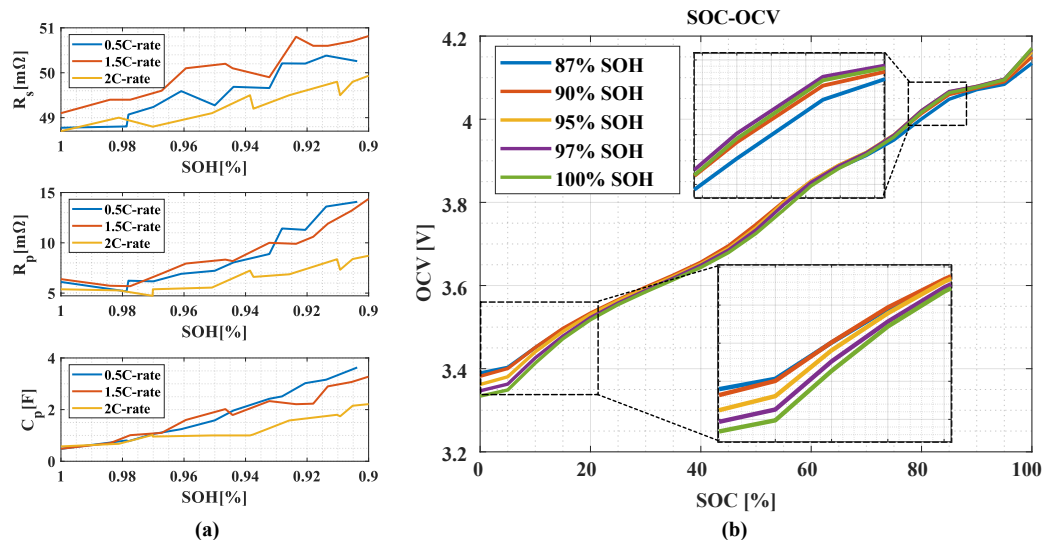 51
50
49
R_s[mΩ]
0.5C-rate
1.5C-rate
2C-rate
1 0.98 0.96 0.94 0.92 0.9
SOH[%]
15
10
5
R_p[mΩ]
0.5C-rate
1.5C-rate
2C-rate
1 0.98 0.96 0.94 0.92 0.9
SOH[%]
4
2
0
C_p[F]
0.5C-rate
1.5C-rate
2C-rate
1 0.98 0.96 0.94 0.92 0.9
SOH[%]
(a)
SOC-OCV
4.2
4
3.8
3.6
3.4
3.2
OCV [V]
87% SOH
90% SOH
95% SOH
97% SOH
100% SOH
0 20 40 60 80 100
SOC [%]
(b)